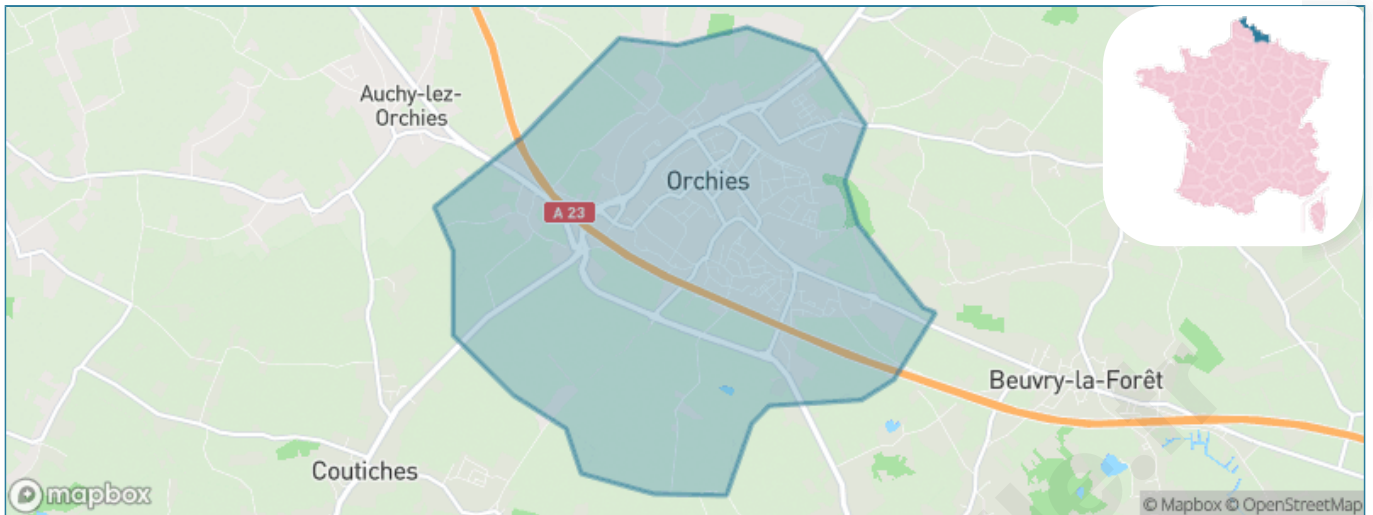 Auchy-lez-
Orchies
Orchies
A 23
Beuvry-la-Forêt
Coutiches
mapbox
© Mapbox © OpenStreetMap